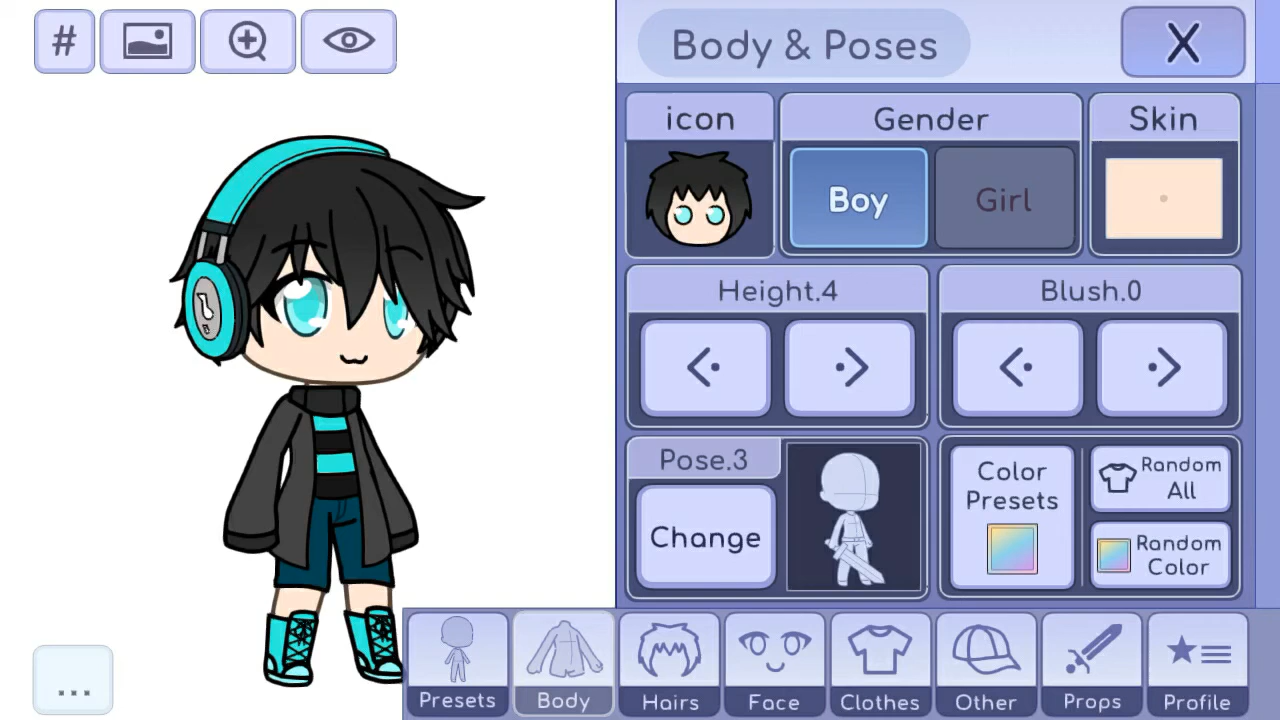 #
Body & Poses
X
icon
Gender
Skin
Boy
Girl
Height.4
Blush.0
Pose.3
Change
Color
Presets
Random
All
Random
Color
...
Presets
Body
Hairs
Face
Clothes
Other
Props
Profile